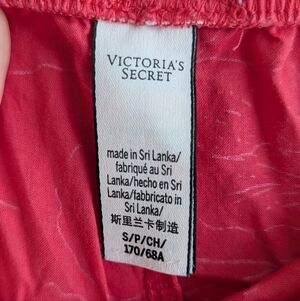 VICTORIA'S
SECRET
made in Sri Lanka/
fabriqué au Sri
Lanka/hecho en Sri
Lanka/fabricato in
Sri Lanka/
斯里兰卡制造
S/P/CH/
170/68A